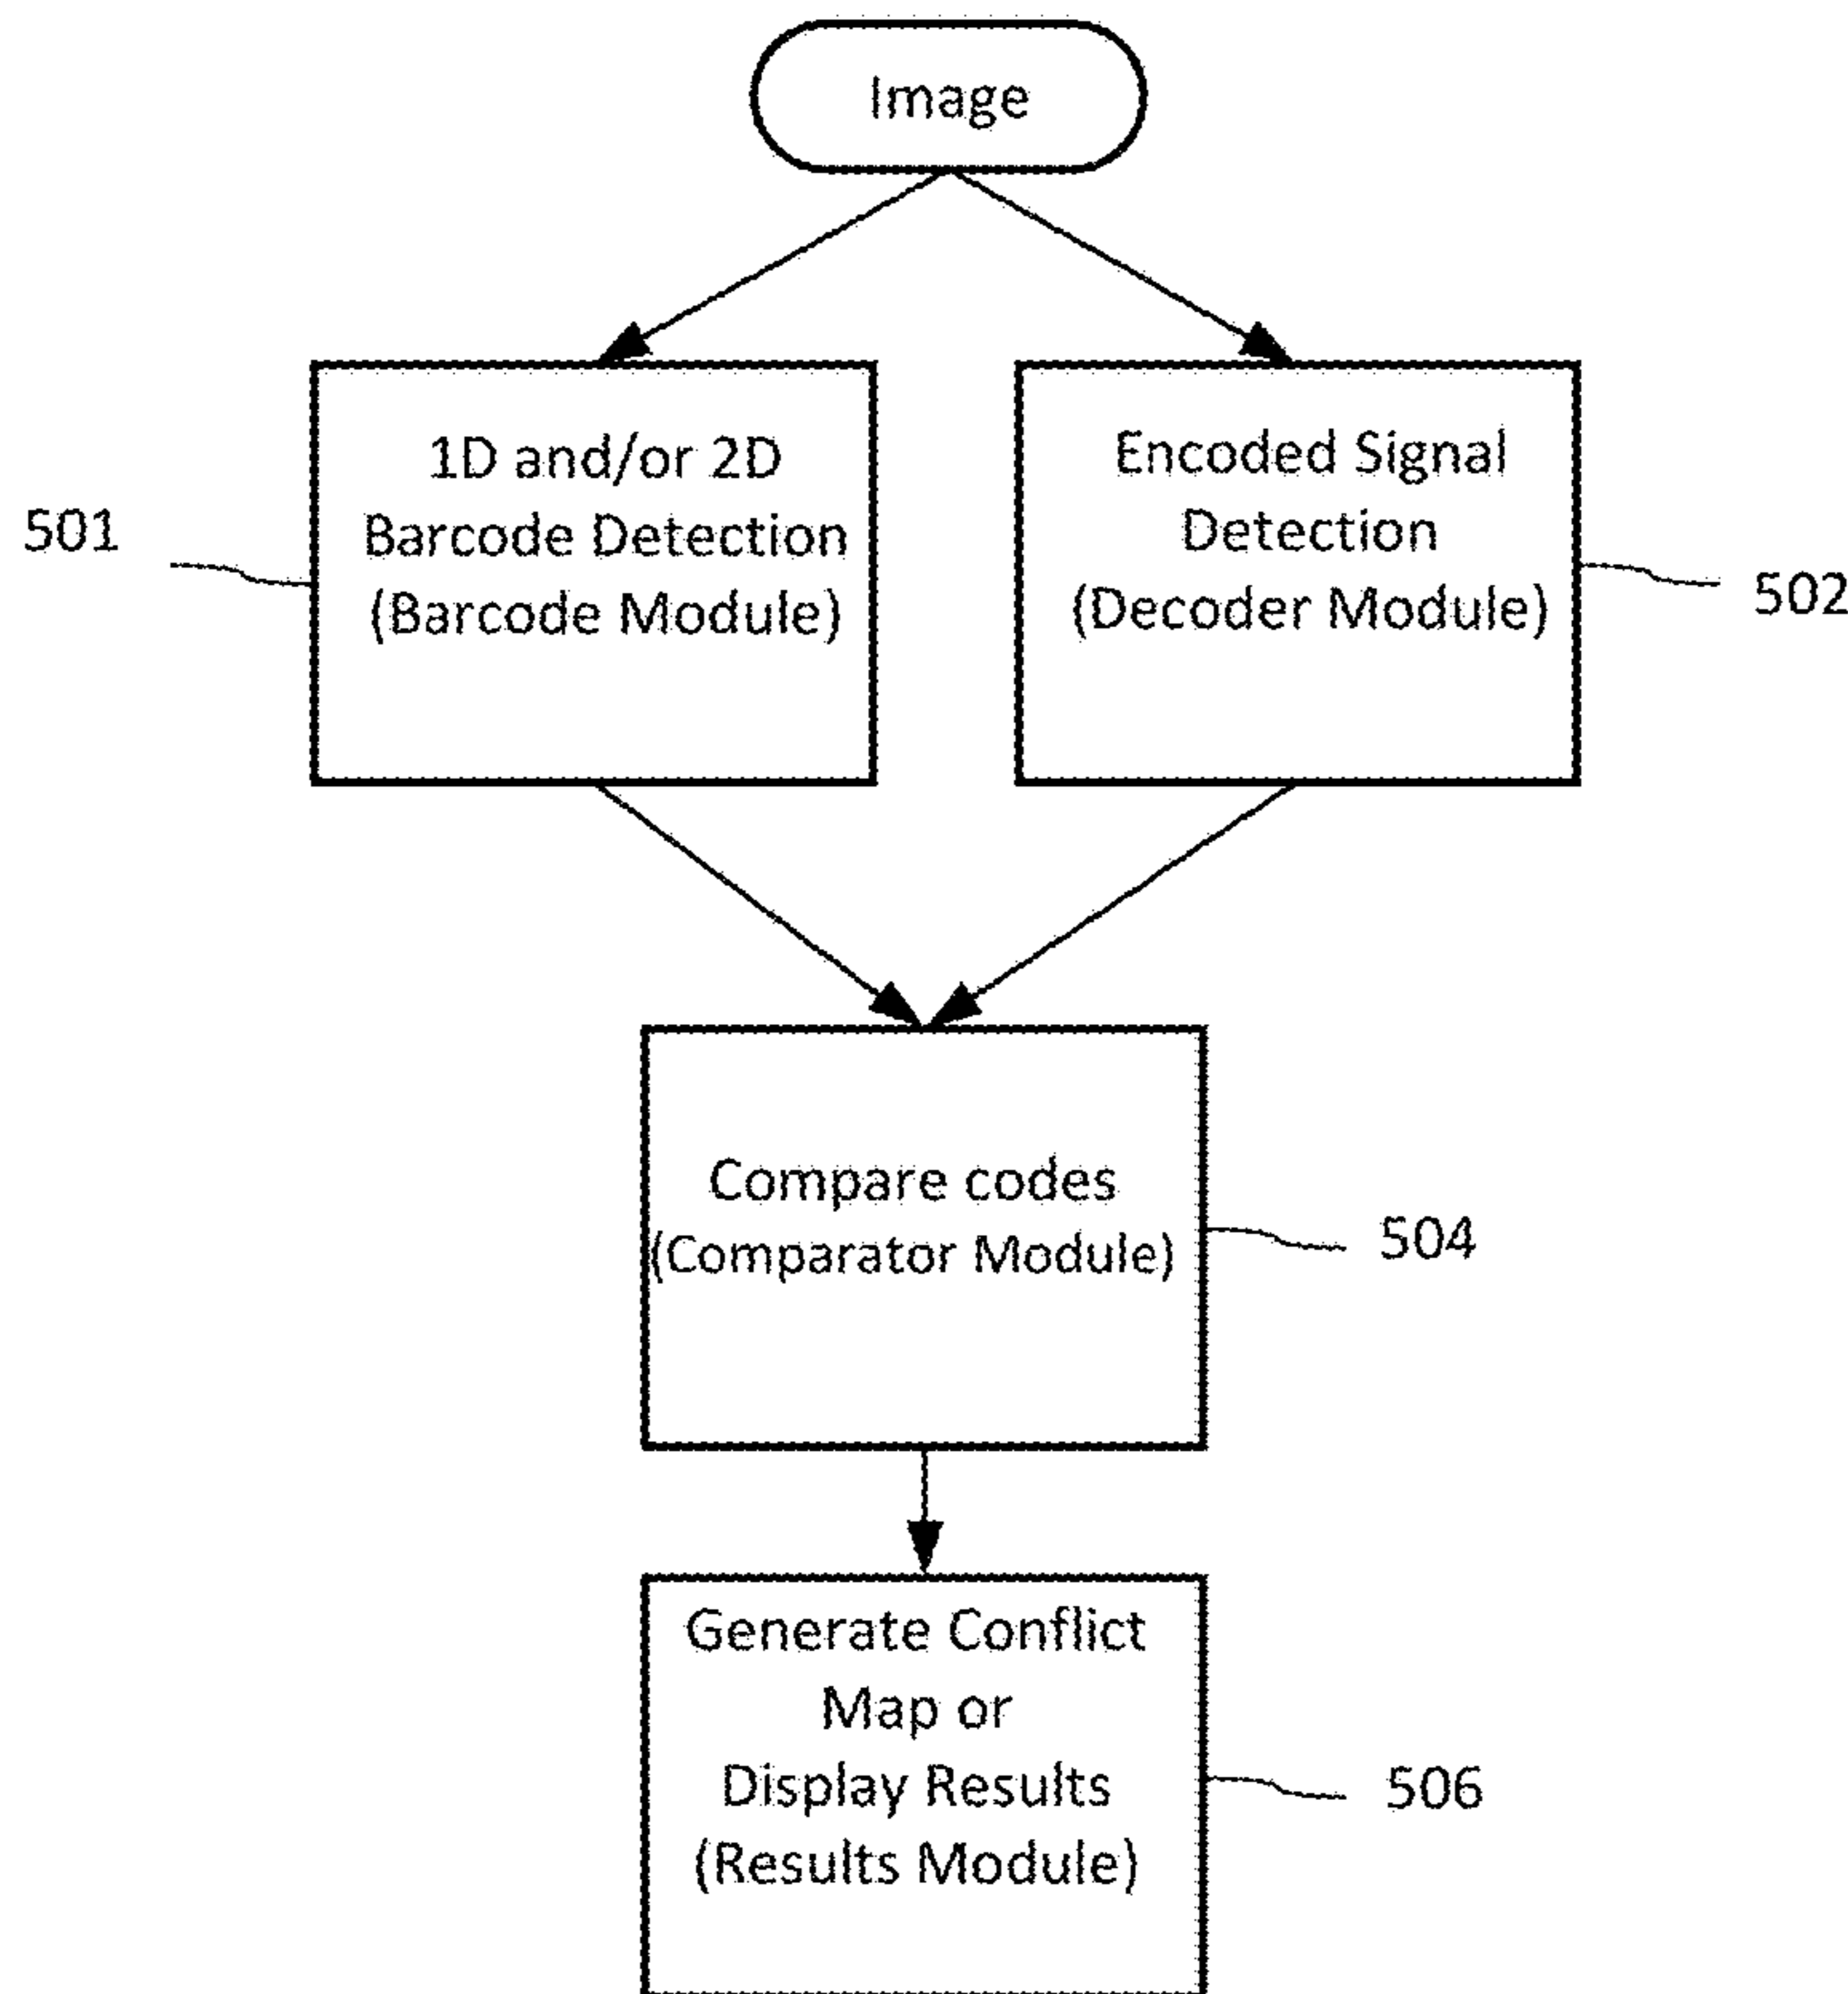 Image
1D and/or 2D
Barcode Detection
(Barcode Module)
501
Encoded Signal
Detection
(Decoder Module)
502
Compare codes
(Comparator Module)
504
Generate Conflict
Map or
Display Results
(Results Module)
506